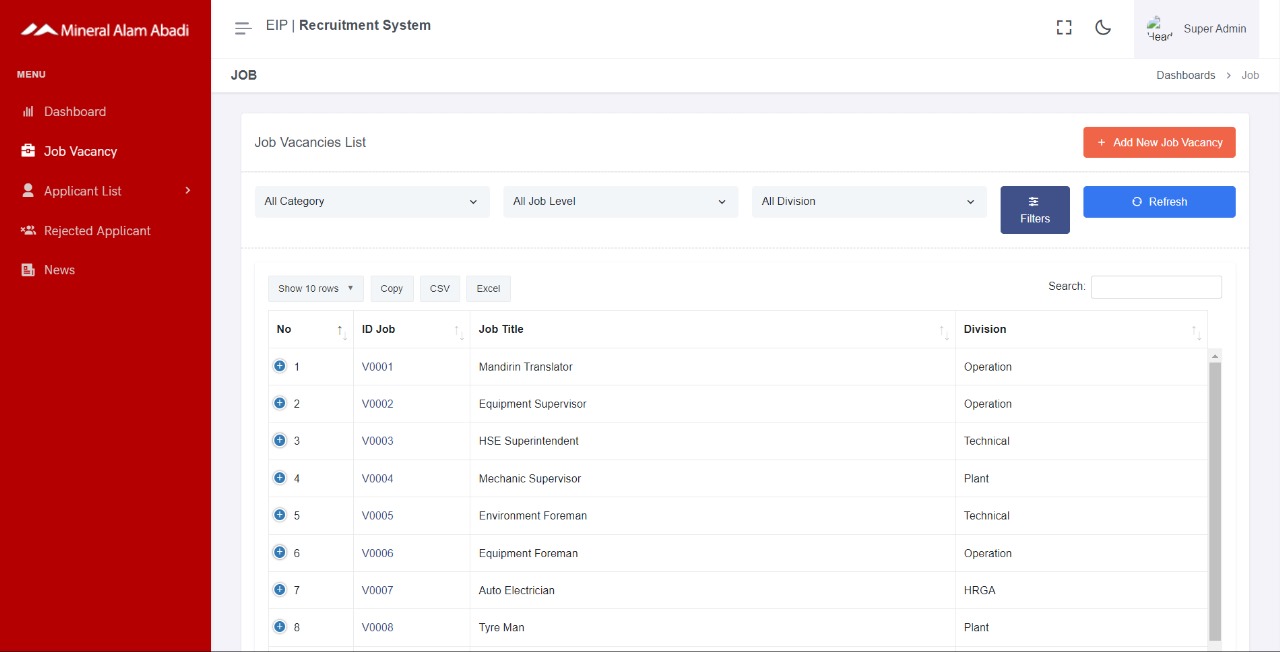 Mineral Alam Abadi
EIP | Recruitment System
Head
Super Admin
MENU
JOB
Dashboards > Job
Dashboard
Job Vacancy
Applicant List
Rejected Applicant
News
Job Vacancies List
+ Add New Job Vacancy
All Category
All Job Level
All Division
Filters
Refresh
Show 10 rows
Copy
CSV
Excel
Search:
No ID Job Job Title Division
1 V0001 Mandirin Translator Operation
2 V0002 Equipment Supervisor Operation
3 V0003 HSE Superintendent Technical
4 V0004 Mechanic Supervisor Plant
5 V0005 Environment Foreman Technical
6 V0006 Equipment Foreman Operation
7 V0007 Auto Electrician HRGA
8 V0008 Tyre Man Plant